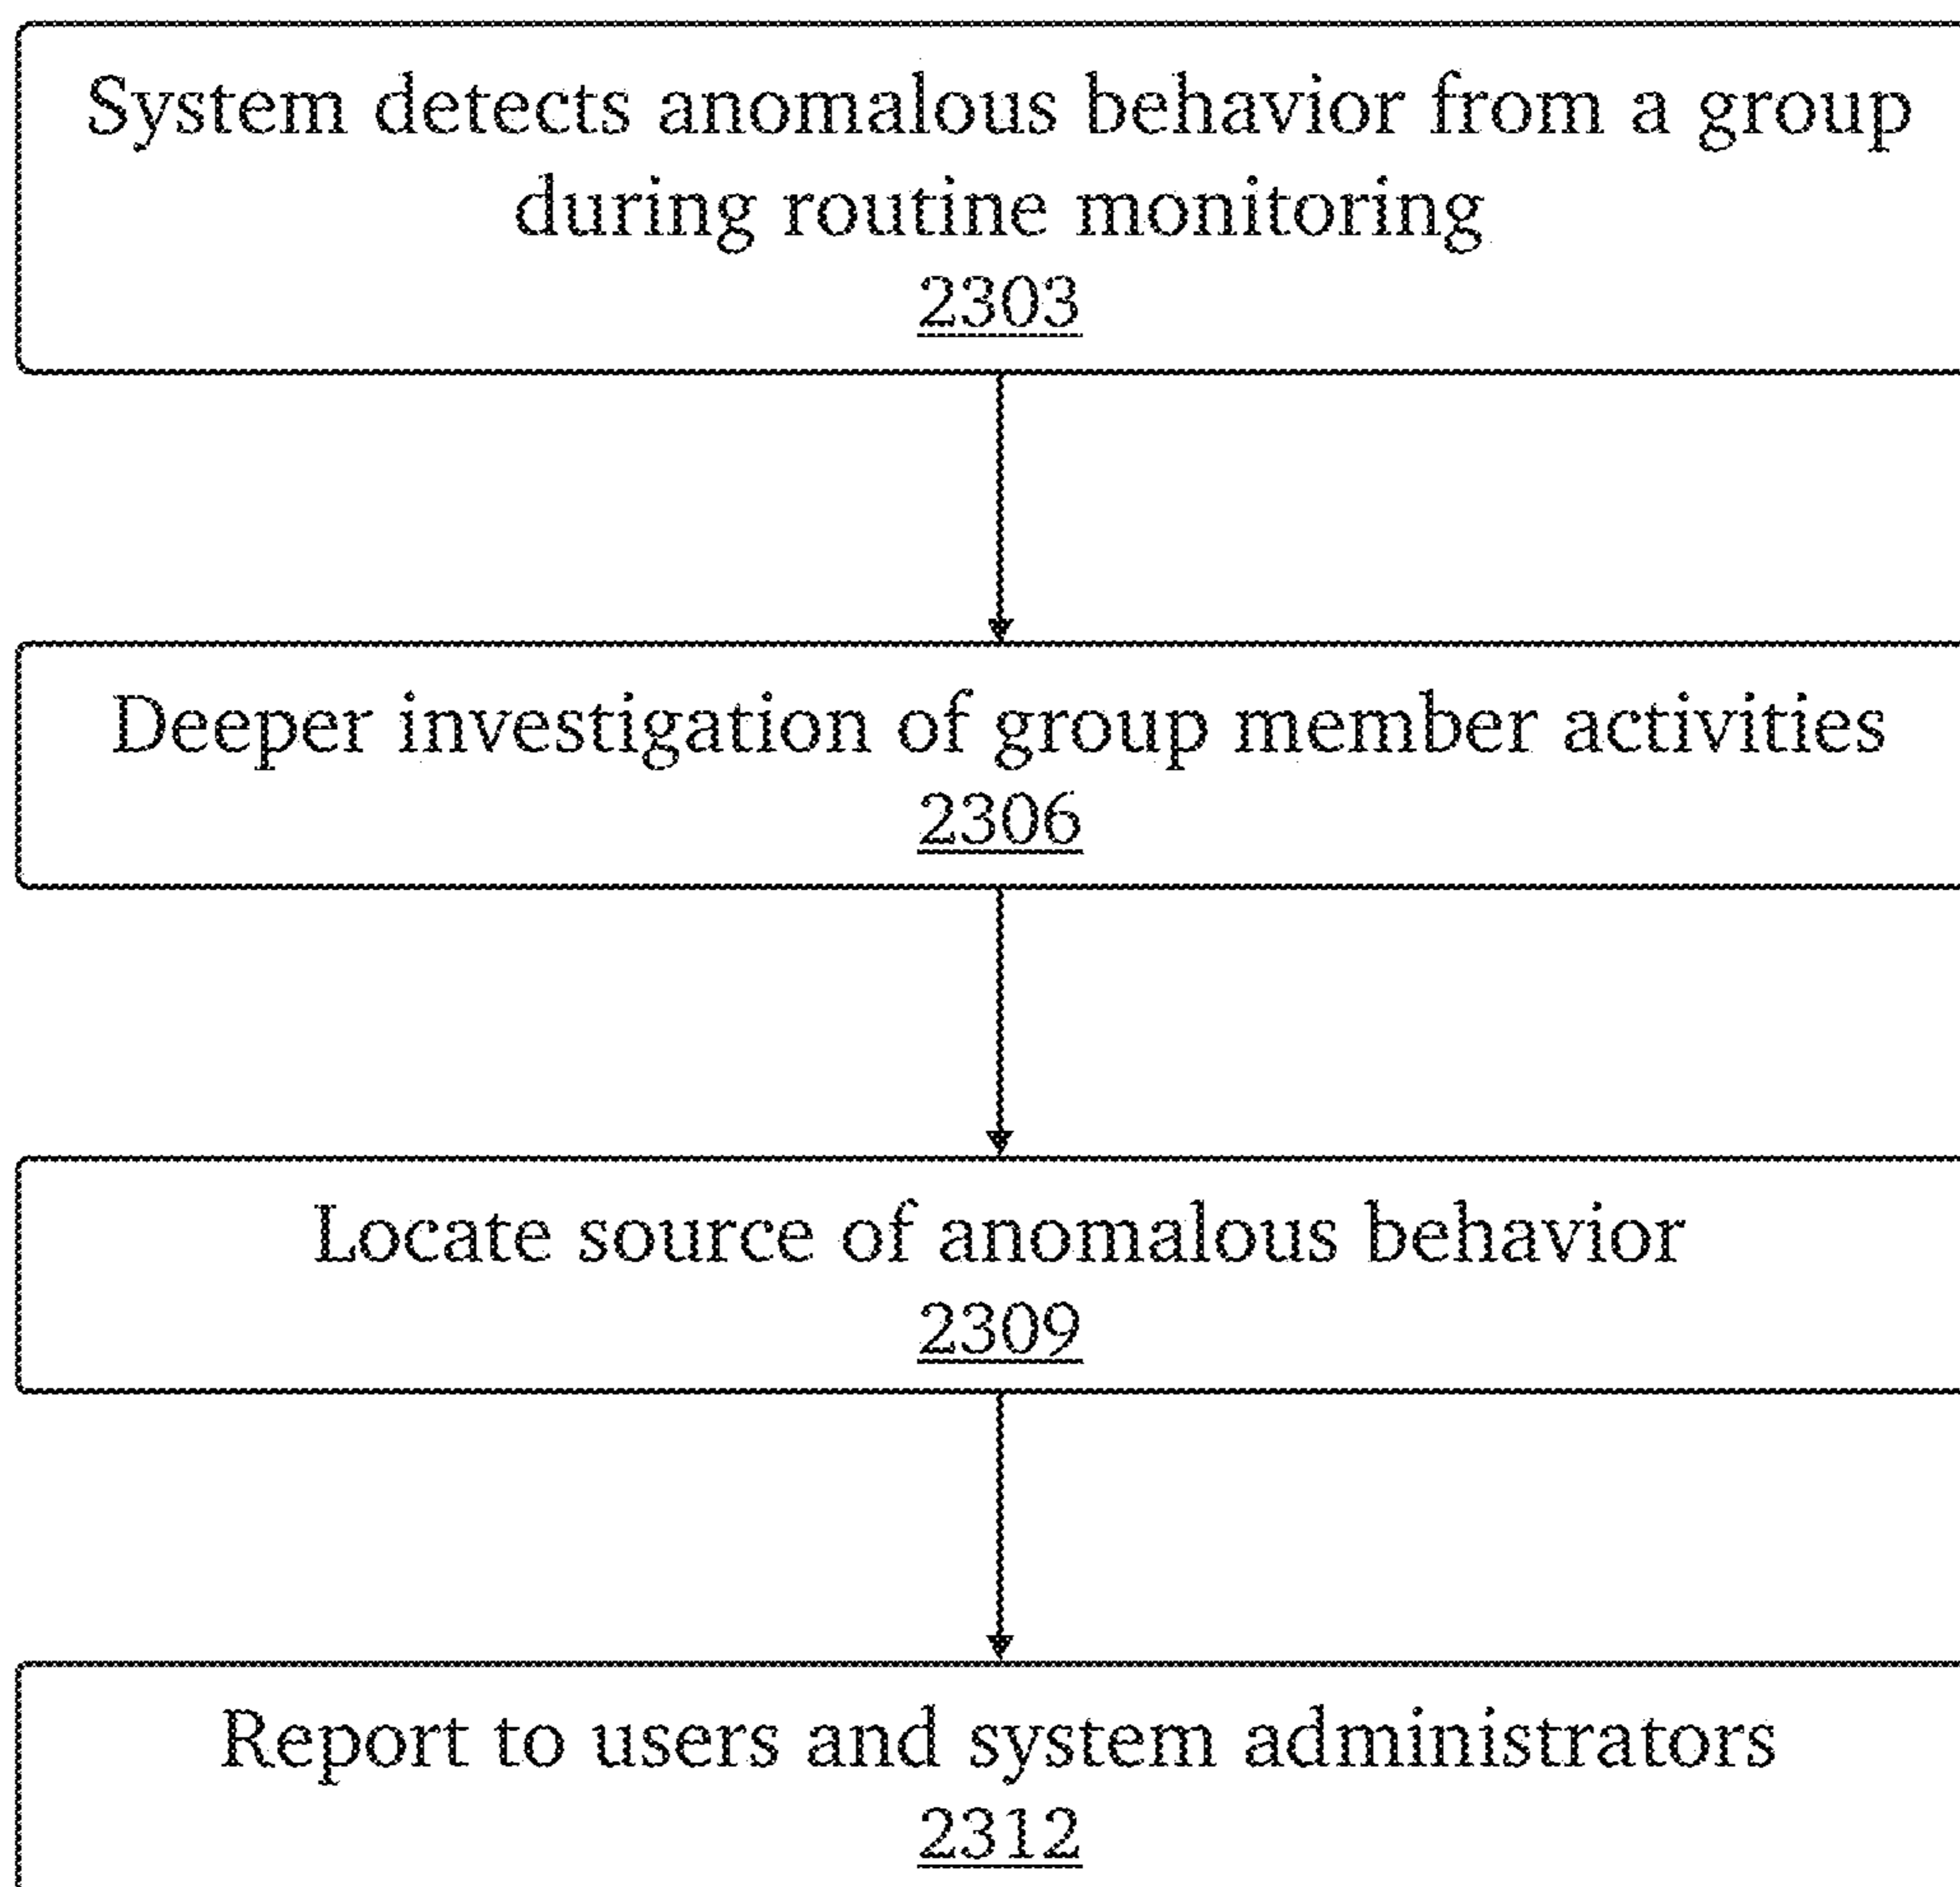 System detects anomalous behavior from a group
during routine monitoring
2303
Deeper investigation of group member activities
2306
Locate source of anomalous behavior
2309
Report to users and system administrators
2312